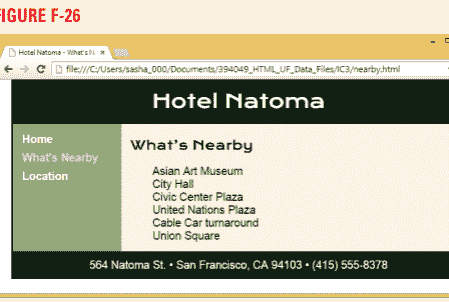 FIGURE F-26
Hotel Natoma - What's N
file:///C:/Users/sasha_000/Documents/394049_HTML_UF_Data_Files/IC3/nearby.html
Hotel Natoma
Home
What's Nearby
Location
What's Nearby
Asian Art Museum
City Hall
Civic Center Plaza
United Nations Plaza
Cable Car turnaround
Union Square
564 Natoma St. • San Francisco, CA 94103 • (415) 555-8378